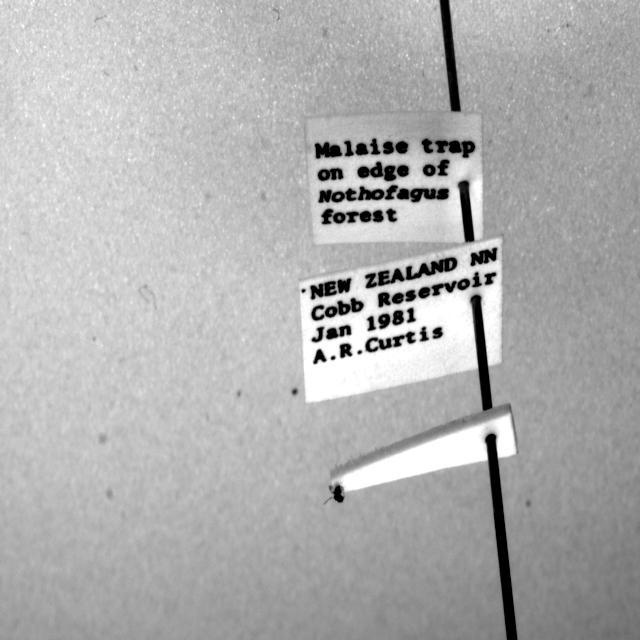 Malaise trap
on edge of
Nothofagus
forest
NEW ZEALAND NN
Cobb Reservoir
Jan 1981
A.R.Curtis